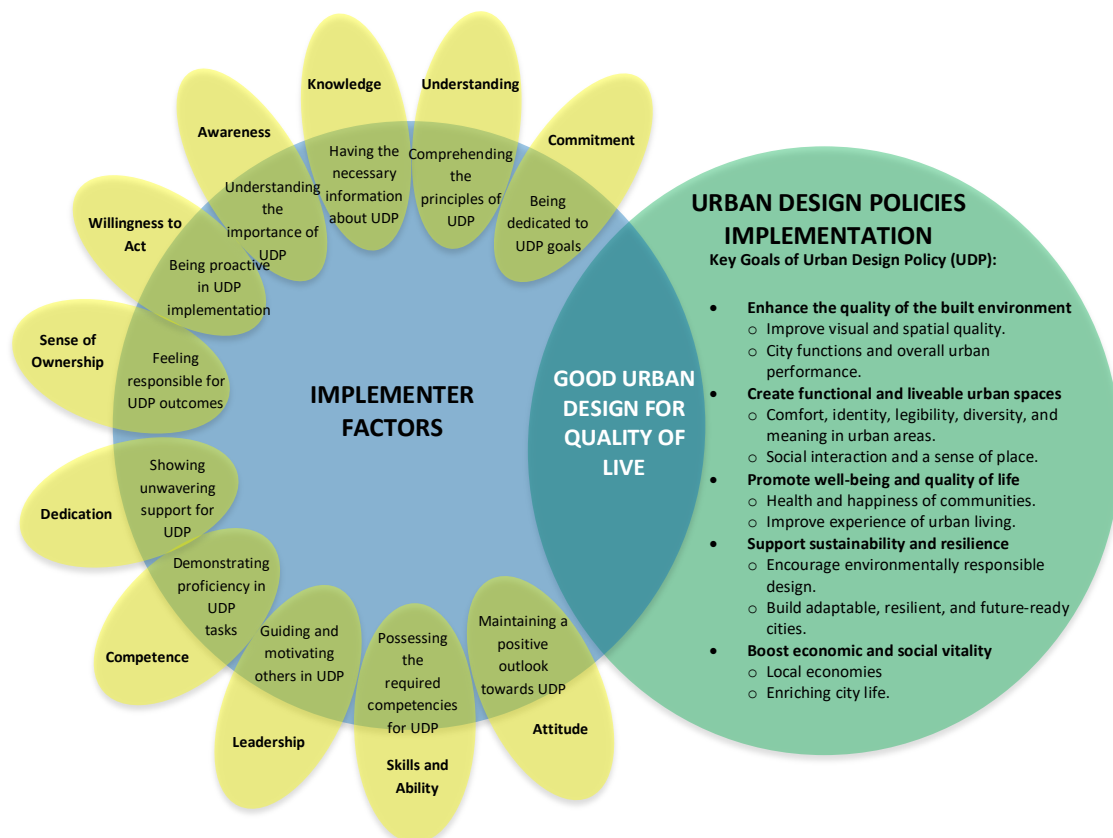 Knowledge
Having the
necessary
information
about UDP
Understanding
Comprehending
the
principles of
UDP
Commitment
Being
dedicated to
UDP goals
Awareness
Understanding
the
importance of
UDP
Willingness to
Act
Being proactive
in UDP
implementation
Sense of
Ownership
Feeling
responsible for
UDP outcomes
Dedication
Showing
unwavering
support for
UDP
Competence
Demonstrating
proficiency in
UDP
tasks
Leadership
Guiding and
motivating
others in UDP
Skills and
Ability
Possessing
the
required
competencies
for UDP
Attitude
Maintaining a
positive
outlook
towards UDP
IMPLEMENTER
FACTORS
GOOD URBAN
DESIGN FOR
QUALITY OF
LIVE
URBAN DESIGN POLICIES
IMPLEMENTATION
Key Goals of Urban Design Policy (UDP):
• Enhance the quality of the built environment
o Improve visual and spatial quality.
o City functions and overall urban
performance.
• Create functional and liveable urban spaces
o Comfort, identity, legibility, diversity, and
meaning in urban areas.
o Social interaction and a sense of place.
• Promote well-being and quality of life
o Health and happiness of communities.
o Improve experience of urban living.
• Support sustainability and resilience
o Encourage environmentally responsible
design.
o Build adaptable, resilient, and future-ready
cities.
• Boost economic and social vitality
o Local economies
o Enriching city life.